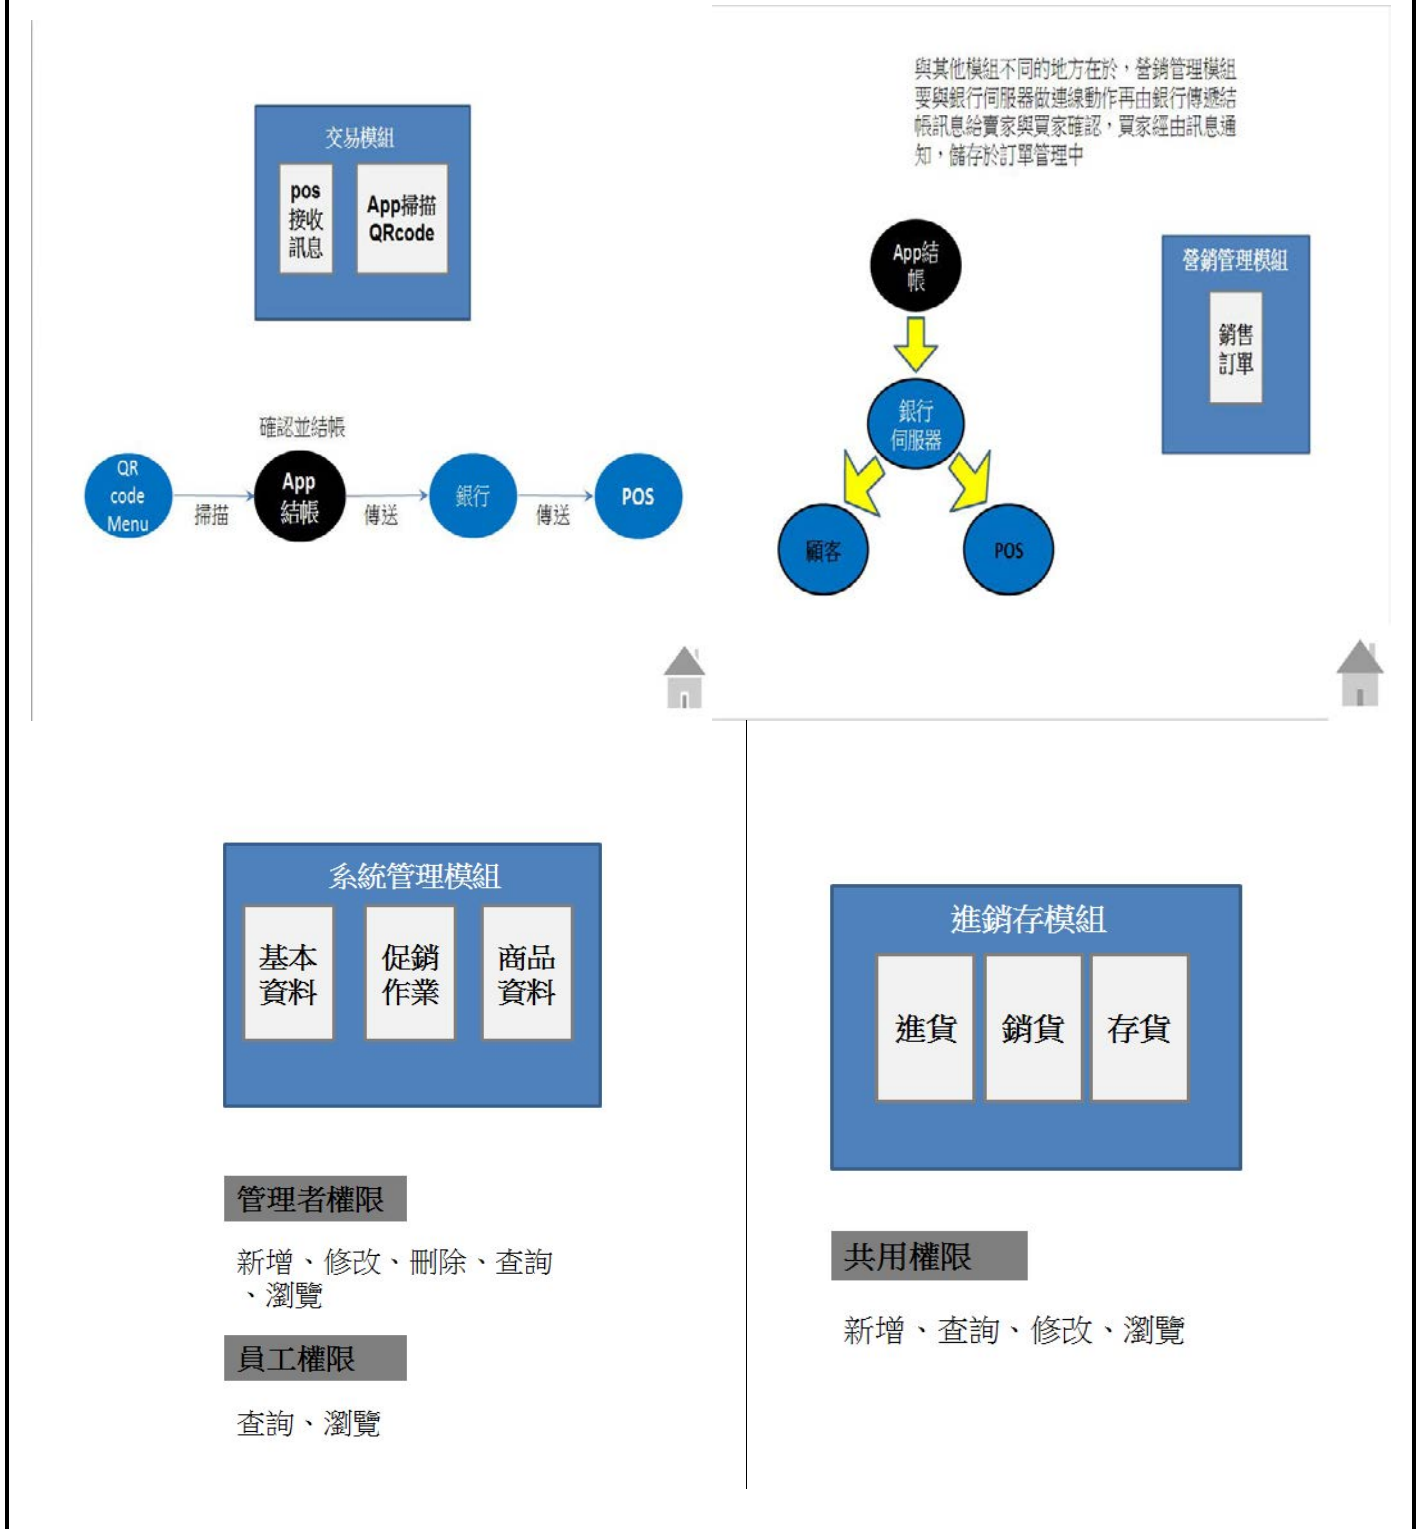 交易模組
pos
接收
訊息
App掃描
QRcode
確認並結帳
QR
code
Menu
掃描
App
結帳
傳送
銀行
傳送
POS
與其他模組不同的地方在於，營銷管理模組
要與銀行伺服器做連線動作再由銀行傳遞結
帳訊息給賣家與買家確認，買家經由訊息通
知，儲存於訂單管理中
App結
帳
銀行
伺服器
顧客
POS
營銷管理模組
銷售
訂單
系統管理模組
基本
資料
促銷
作業
商品
資料
管理者權限
新增、修改、刪除、查詢
、瀏覽
員工權限
查詢、瀏覽
進銷存模組
進貨
銷貨
存貨
共用權限
新增、查詢、修改、瀏覽